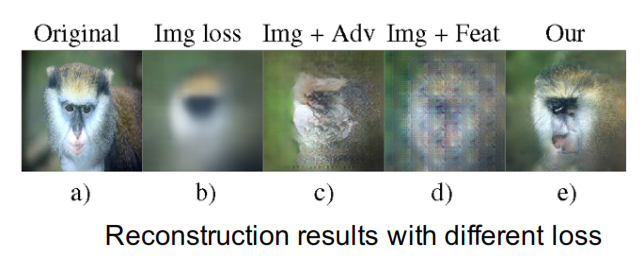 Original Img loss Img + Adv Img + Feat Our
a) b) c) d) e)
Reconstruction results with different loss